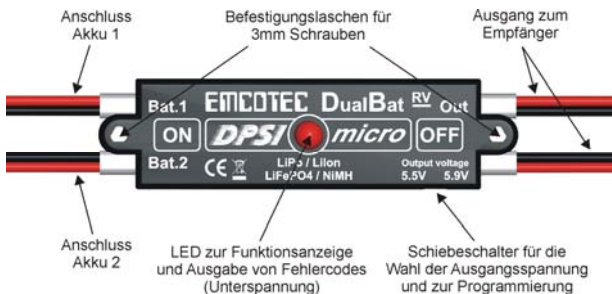 Anschluss
Akku 1
Befestigungslaschen für
3mm Schrauben
Ausgang zum
Empfänger
Bat.1 EMCOTEC DualBat RV Out
ON DPSI micro OFF
Bat.2 CE LiPo / LiIon Output voltage
LiFePO4 / NiMH 5.5V 5.9V
Anschluss
Akku 2
LED zur Funktionsanzeige
und Ausgabe von Fehlercodes
(Unterspannung)
Schiebeschalter für die
Wahl der Ausgangsspannung
und zur Programmierung